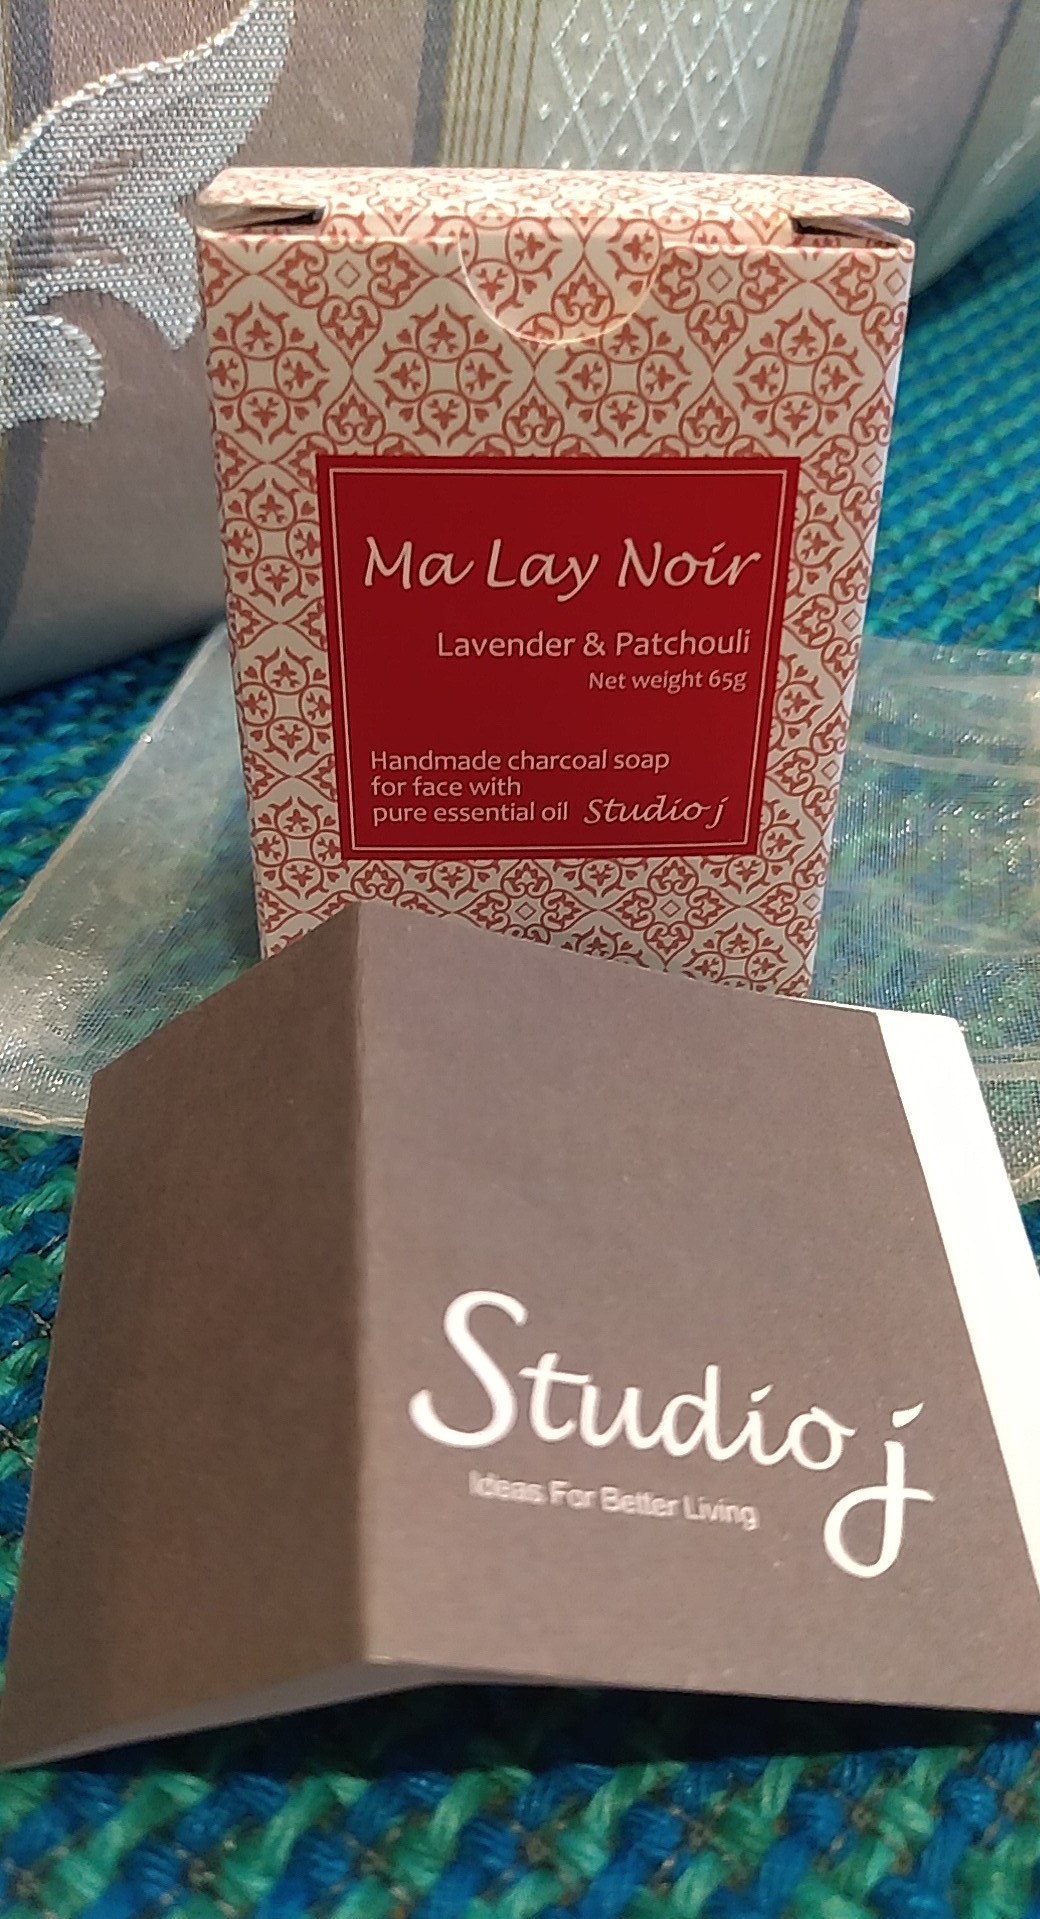 Ma Lay Noir
Lavender & Patchouli
Net weight 65g
Handmade charcoal soap
for face with
pure essential oil Studio j
Studio j
Ideas For Better Living